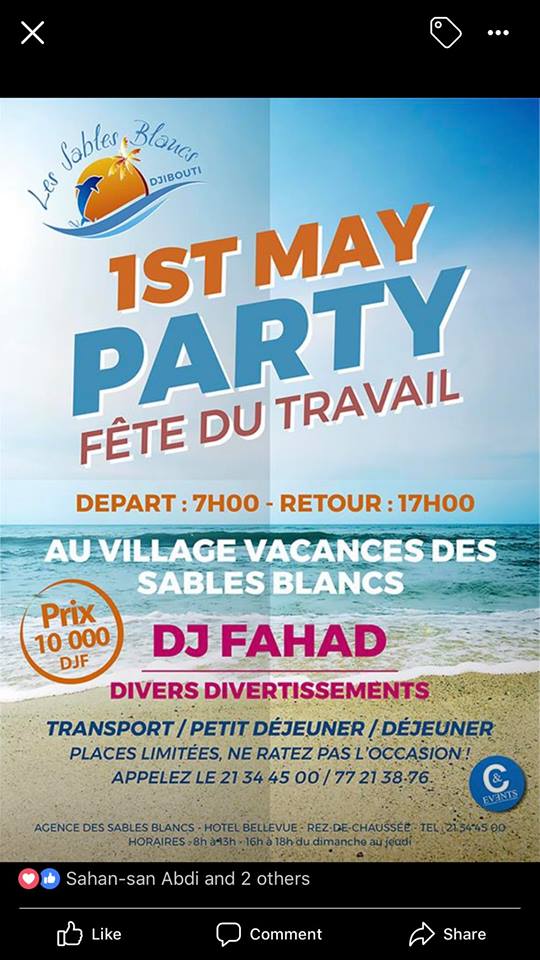 Les Sables Blancs
DJIBOUTI
1ST MAY
PARTY
FÊTE DU TRAVAIL
DEPART : 7H00 - RETOUR : 17H00
AU VILLAGE VACANCES DES
SABLES BLANCS
Prix
10 000
DJF
DJ FAHAD
DIVERS DIVERTISSEMENTS
TRANSPORT / PETIT DÉJEUNER / DÉJEUNER
PLACES LIMITÉES, NE RATEZ PAS L'OCCASION !
APPELEZ LE 21 34 45 00 / 77 21 38 76
C&
EVENTS
AGENCE DES SABLES BLANCS - HOTEL BELLEVUE - REZ-DE-CHAUSSÉE - TEL : 21 34 45 00
HORAIRES : 8h à 13h - 16h à 18h du dimanche au jeudi
Sahan-san Abdi and 2 others
Like
Comment
Share